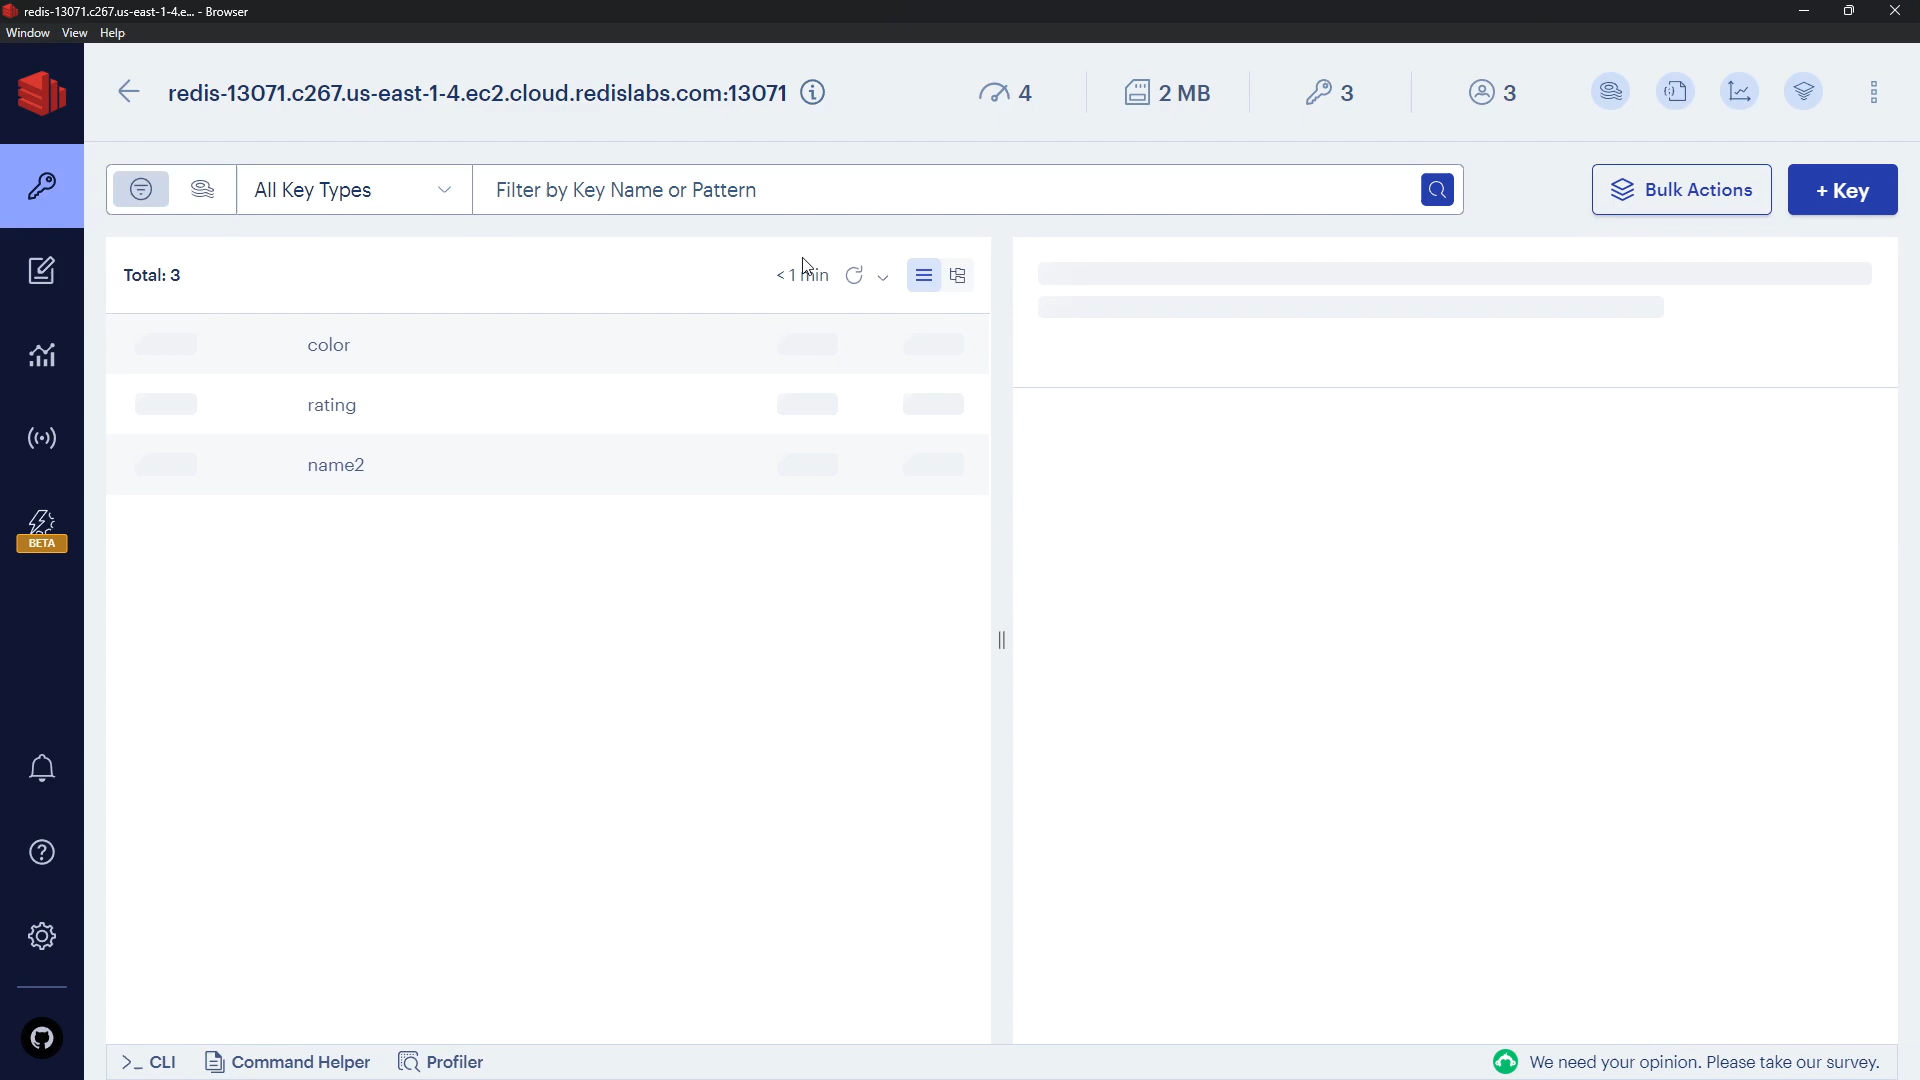 redis-13071.c267.us-east-1-4.e... - Browser
Window View Help
redis-13071.c267.us-east-1-4.ec2.cloud.redislabs.com:13071 4 2 MB 3 3
All Key Types Filter by Key Name or Pattern Bulk Actions + Key
Total: 3 < 1 min
color
rating
name2
BETA
>_ CLI Command Helper Profiler We need your opinion. Please take our survey.